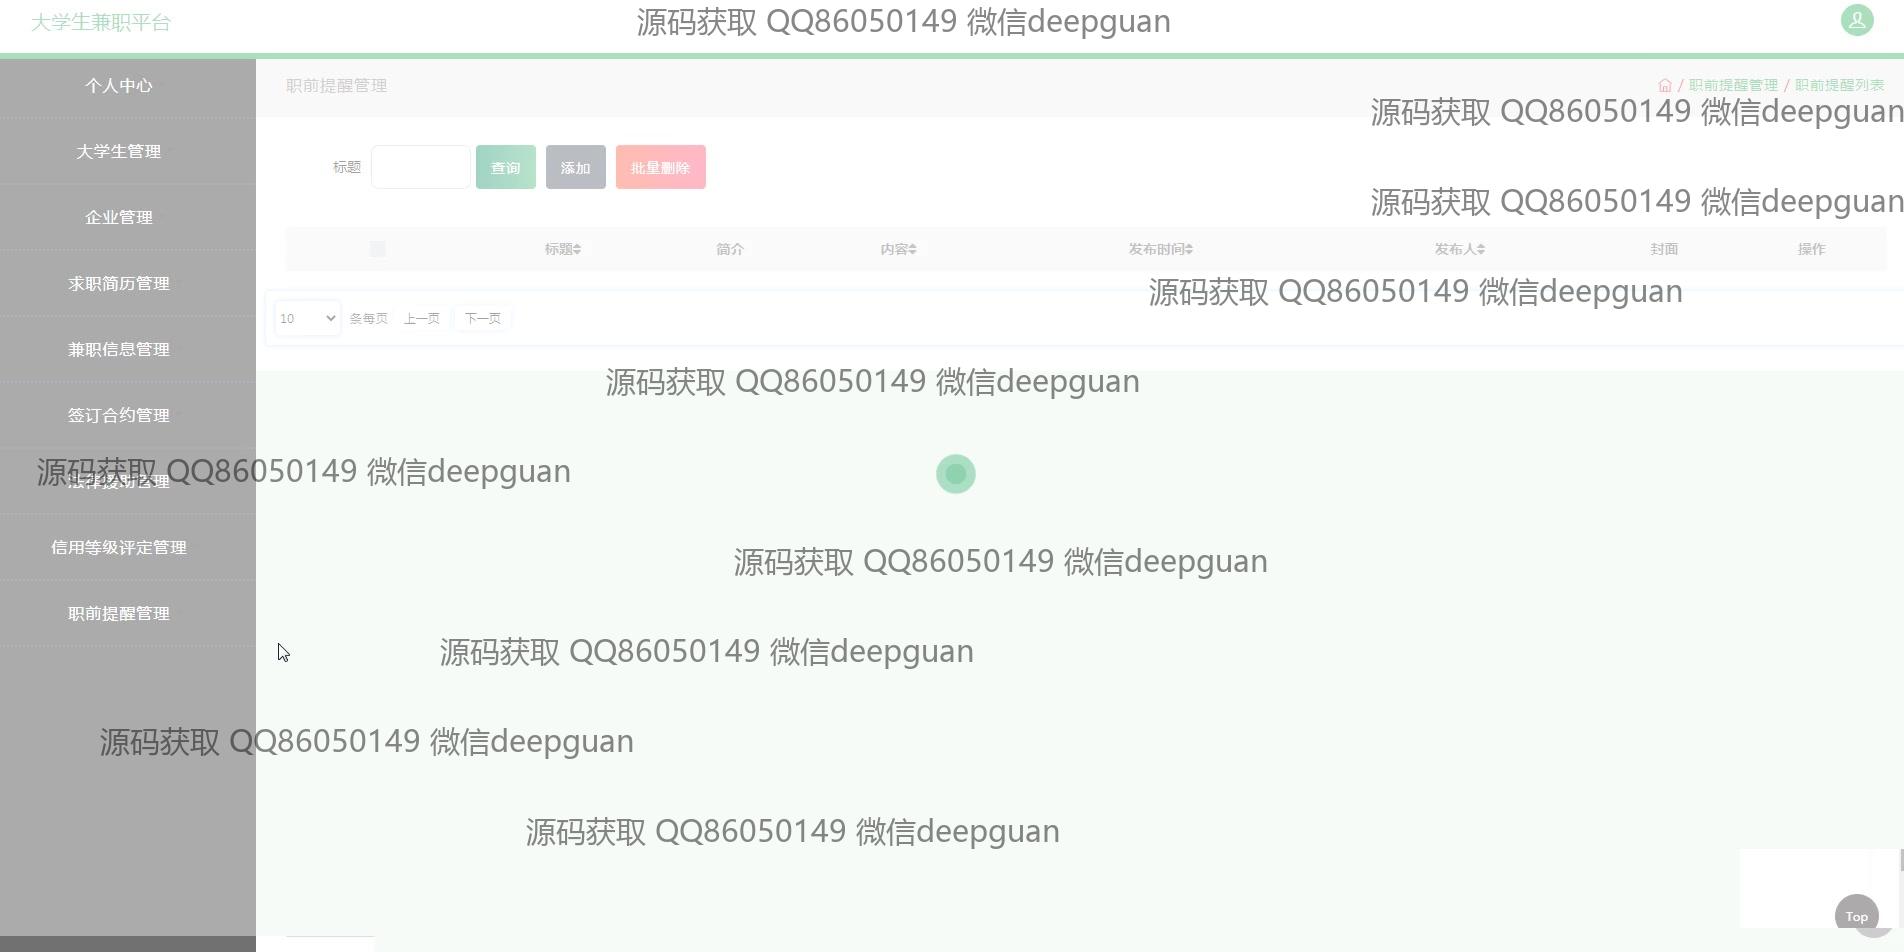 大学生兼职平台
源码获取 QQ86050149 微信deepguan
个人中心
职前提醒管理
/ 职前提醒管理 / 职前提醒列表
源码获取 QQ86050149 微信deepguan
大学生管理
标题 查询 添加 批量删除
源码获取 QQ86050149 微信deepguan
企业管理
标题 简介 内容 发布时间 发布人 封面 操作
求职简历管理
源码获取 QQ86050149 微信deepguan
10 条每页 上一页 下一页
兼职信息管理
源码获取 QQ86050149 微信deepguan
签订合约管理
源码获取 QQ86050149 微信deepguan
法律援助管理
信用等级评定管理
源码获取 QQ86050149 微信deepguan
职前提醒管理
源码获取 QQ86050149 微信deepguan
源码获取 QQ86050149 微信deepguan
源码获取 QQ86050149 微信deepguan
Top